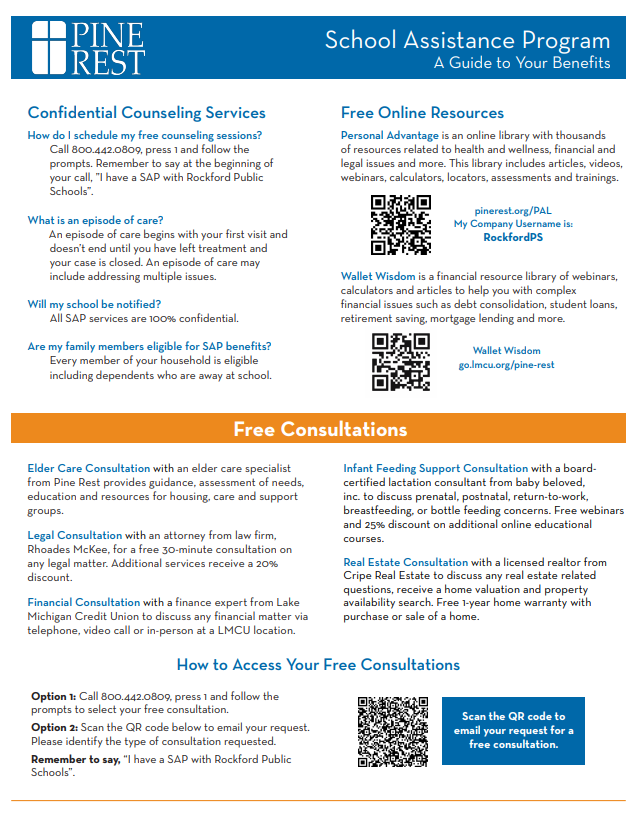 PINE
REST
School Assistance Program
A Guide to Your Benefits
Confidential Counseling Services
How do I schedule my free counseling sessions?
Call 800.442.0809, press 1 and follow the
prompts. Remember to say at the beginning of
your call, "I have a SAP with Rockford Public
Schools".
What is an episode of care?
An episode of care begins with your first visit and
doesn't end until you have left treatment and
your case is closed. An episode of care may
include addressing multiple issues.
Will my school be notified?
All SAP services are 100% confidential.
Are my family members eligible for SAP benefits?
Every member of your household is eligible
including dependents who are away at school.
Free Online Resources
Personal Advantage is an online library with thousands
of resources related to health and wellness, financial and
legal issues and more. This library includes articles, videos,
webinars, calculators, locators, assessments and trainings.
pinerest.org/PAL
My Company Username is:
RockfordPS
Wallet Wisdom is a financial resource library of webinars,
calculators and articles to help you with complex
financial issues such as debt consolidation, student loans,
retirement saving, mortgage lending and more.
Wallet Wisdom
go.lmcu.org/pine-rest
Free Consultations
Elder Care Consultation with an elder care specialist
from Pine Rest provides guidance, assessment of needs,
education and resources for housing, care and support
groups.
Legal Consultation with an attorney from law firm,
Rhoades McKee, for a free 30-minute consultation on
any legal matter. Additional services receive a 20%
discount.
Financial Consultation with a finance expert from Lake
Michigan Credit Union to discuss any financial matter via
telephone, video call or in-person at a LMCU location.
Infant Feeding Support Consultation with a board-
certified lactation consultant from baby beloved,
inc. to discuss prenatal, postnatal, return-to-work,
breastfeeding, or bottle feeding concerns. Free webinars
and 25% discount on additional online educational
courses.
Real Estate Consultation with a licensed realtor from
Cripe Real Estate to discuss any real estate related
questions, receive a home valuation and property
availability search. Free 1-year home warranty with
purchase or sale of a home.
How to Access Your Free Consultations
Option 1: Call 800.442.0809, press 1 and follow the
prompts to select your free consultation.
Option 2: Scan the QR code below to email your request.
Please identify the type of consultation requested.
Remember to say, "I have a SAP with Rockford Public
Schools".
Scan the QR code to
email your request for a
free consultation.